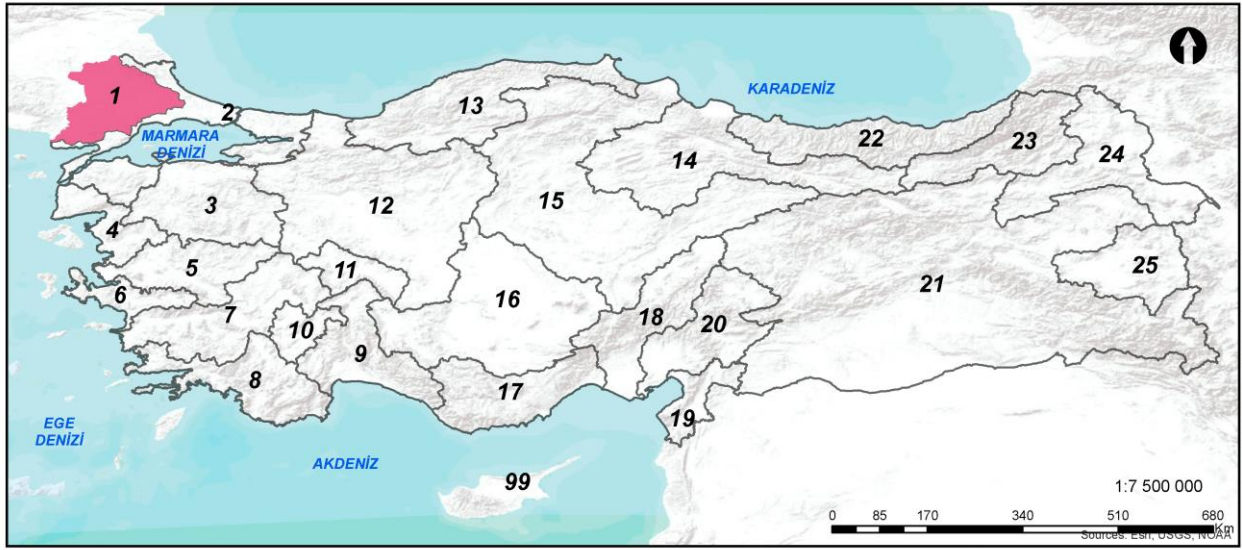 KARADENİZ
1
2
13
MARMARA
DENİZİ
22
23
24
14
3
12
15
4
5
11
25
6
7
16
21
10
18
20
9
8
17
19
EGE
DENİZİ
AKDENİZ
99
1:7 500 000
0 85 170 340 510 680
Km
Sources: Esri, USGS, NOAA